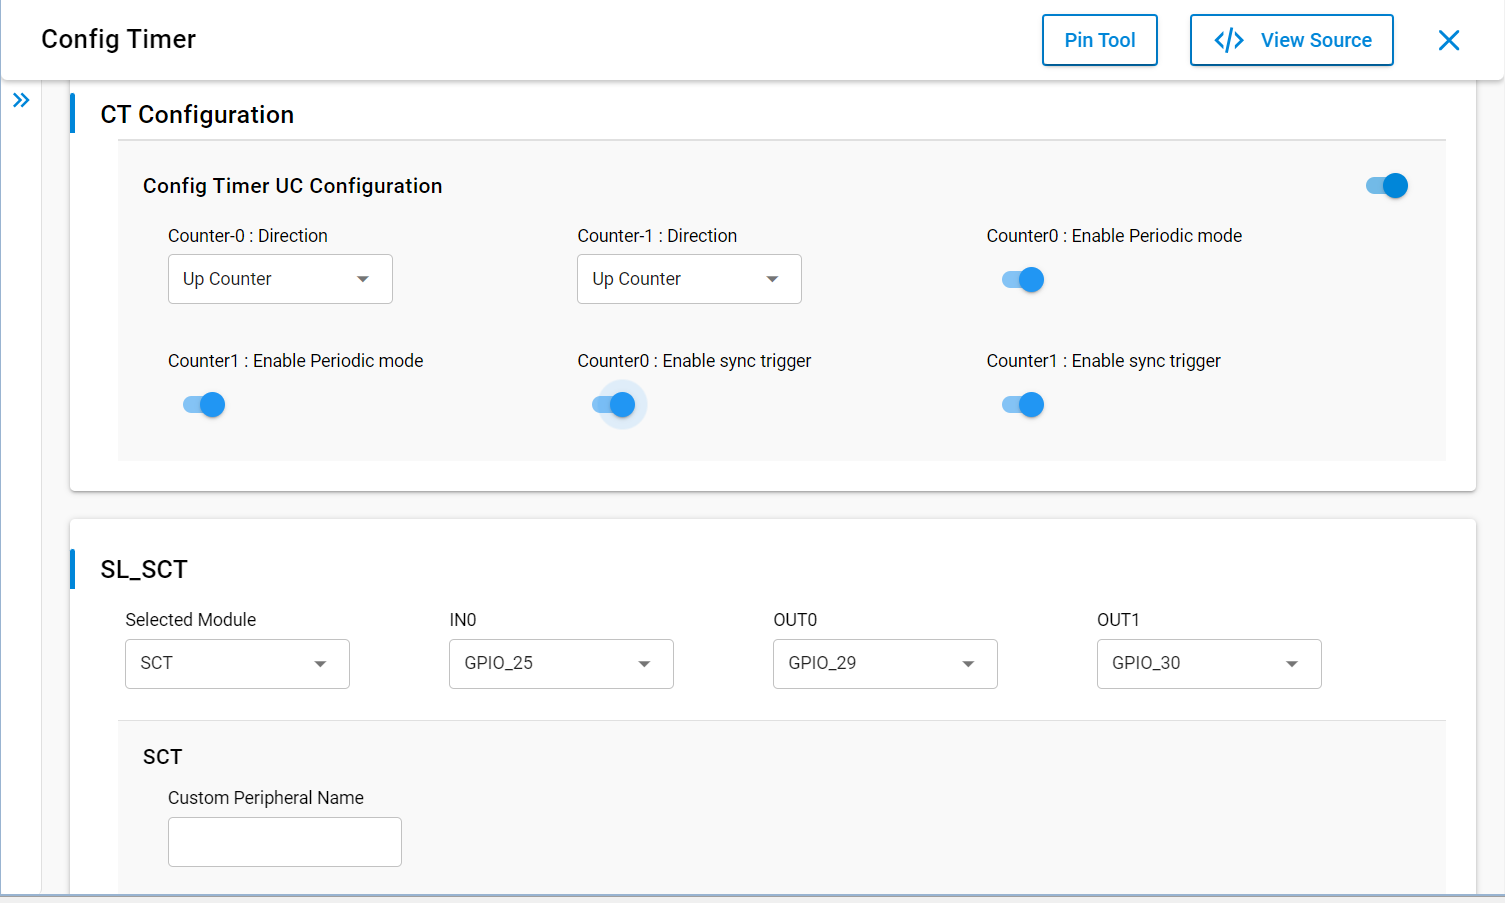 Config Timer
Pin Tool
</> View Source
CT Configuration
Config Timer UC Configuration
Counter-0 : Direction
Counter-1 : Direction
Counter0 : Enable Periodic mode
Up Counter
Up Counter
Counter1 : Enable Periodic mode
Counter0 : Enable sync trigger
Counter1 : Enable sync trigger
SL_SCT
Selected Module
IN0
OUT0
OUT1
SCT
GPIO_25
GPIO_29
GPIO_30
SCT
Custom Peripheral Name